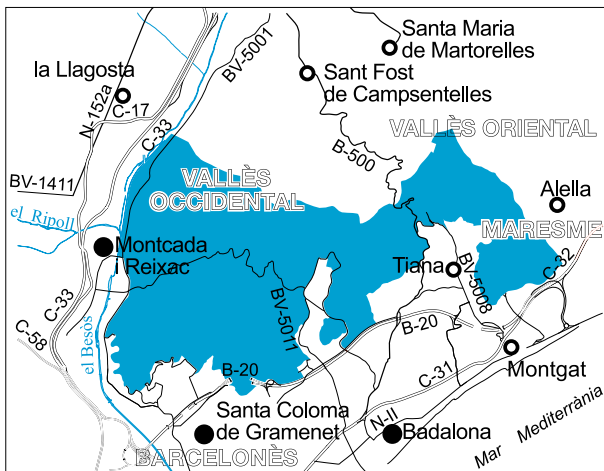 Santa Maria
de Martorelles
BV-5001
la Llagosta
Sant Fost
de Campsentelles
N-152a
C-17
C-33
VALLÈS ORIENTAL
B-500
BV-1411
VALLÈS
OCCIDENTAL
Alella
el Ripoll
MARESME
Montcada
i Reixac
Tiana
C-32
BV-5008
C-33
C-58
el Besòs
BV-5011
B-20
B-20
C-31
Montgat
Santa Coloma
de Gramenet
N-II
Badalona
Mar Mediterrània
BARCELONÈS